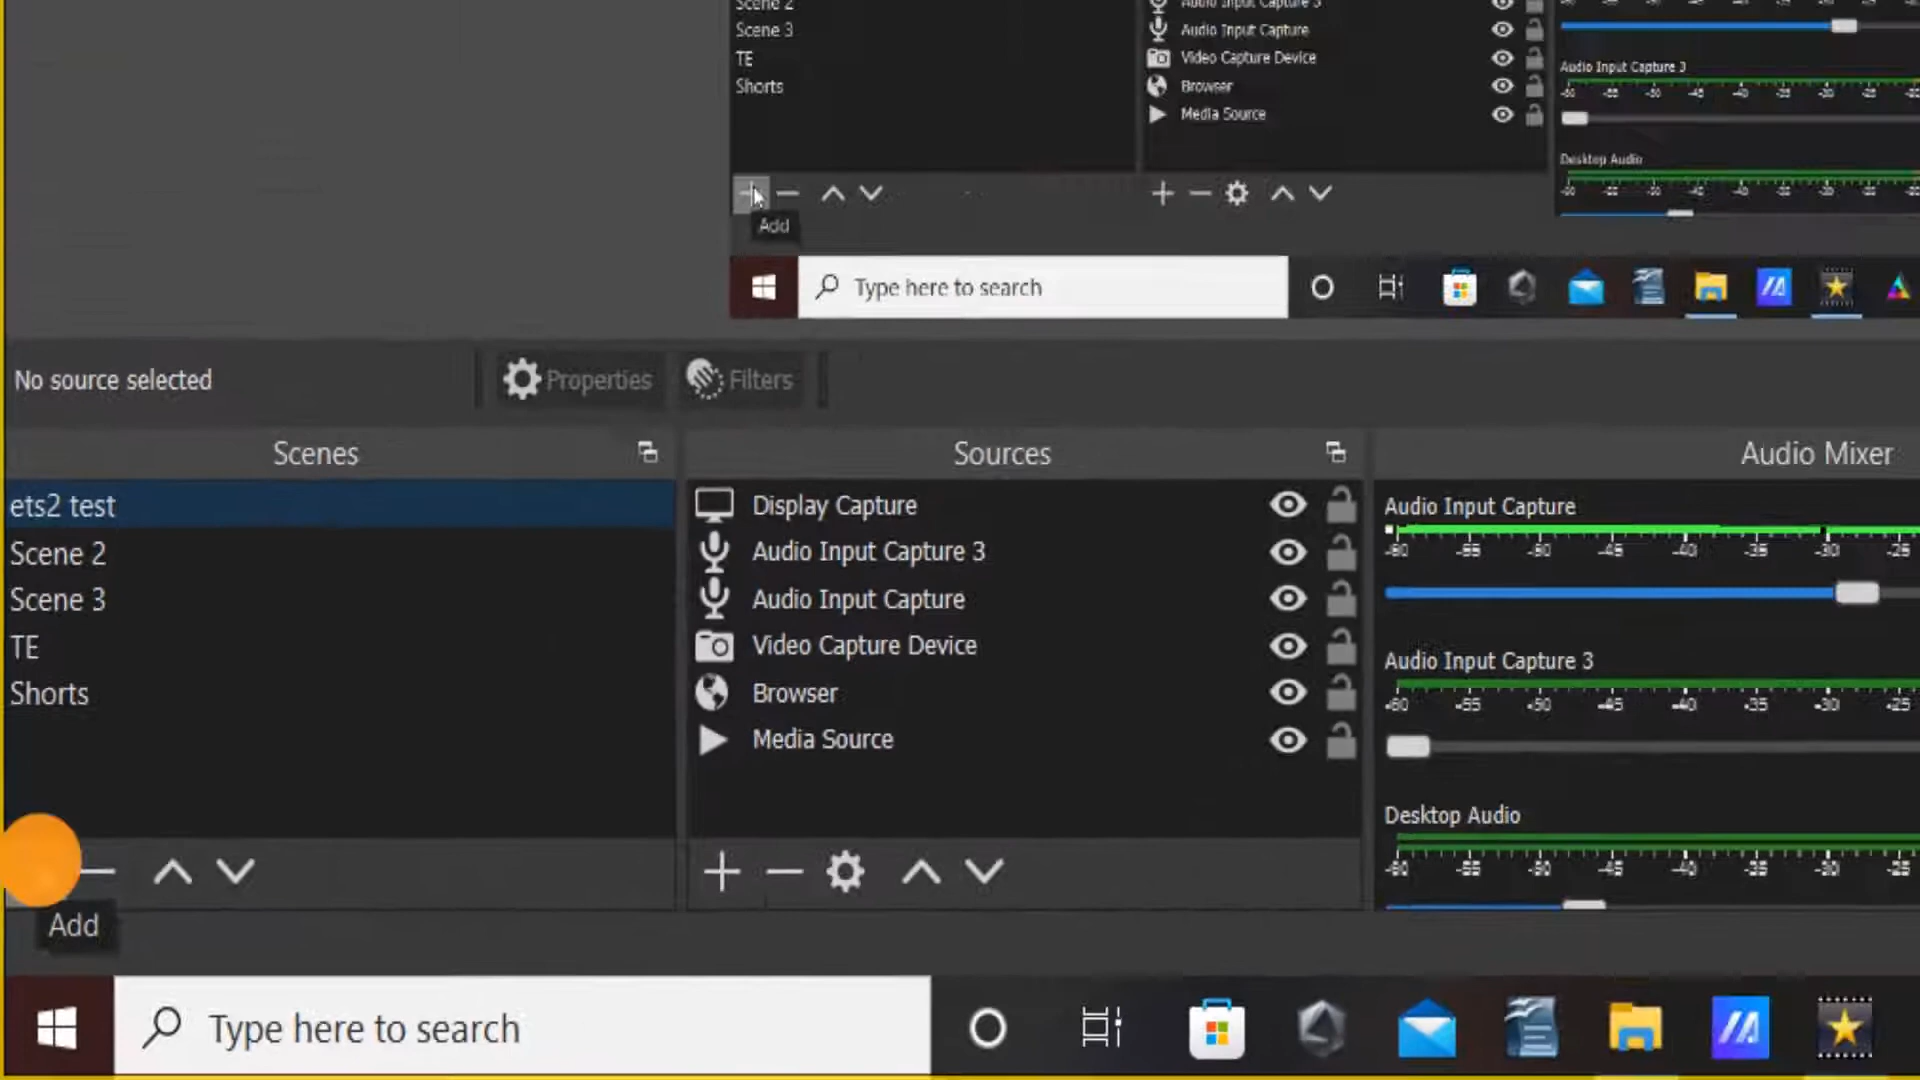 Scene 2
Scene 3
TE
Shorts
Audio Input Capture 3
Audio Input Capture
Video Capture Device
Browser
Media Source
Audio Input Capture 3
Desktop Audio
Add
Type here to search
No source selected
Properties
Filters
Scenes
ets2 test
Scene 2
Scene 3
TE
Shorts
Add
Sources
Display Capture
Audio Input Capture 3
Audio Input Capture
Video Capture Device
Browser
Media Source
Audio Mixer
Audio Input Capture
-60 -55 -50 -45 -40 -35 -30 -25
Audio Input Capture 3
-60 -55 -50 -45 -40 -35 -30 -25
Desktop Audio
-60 -55 -50 -45 -40 -35 -30 -25
Type here to search